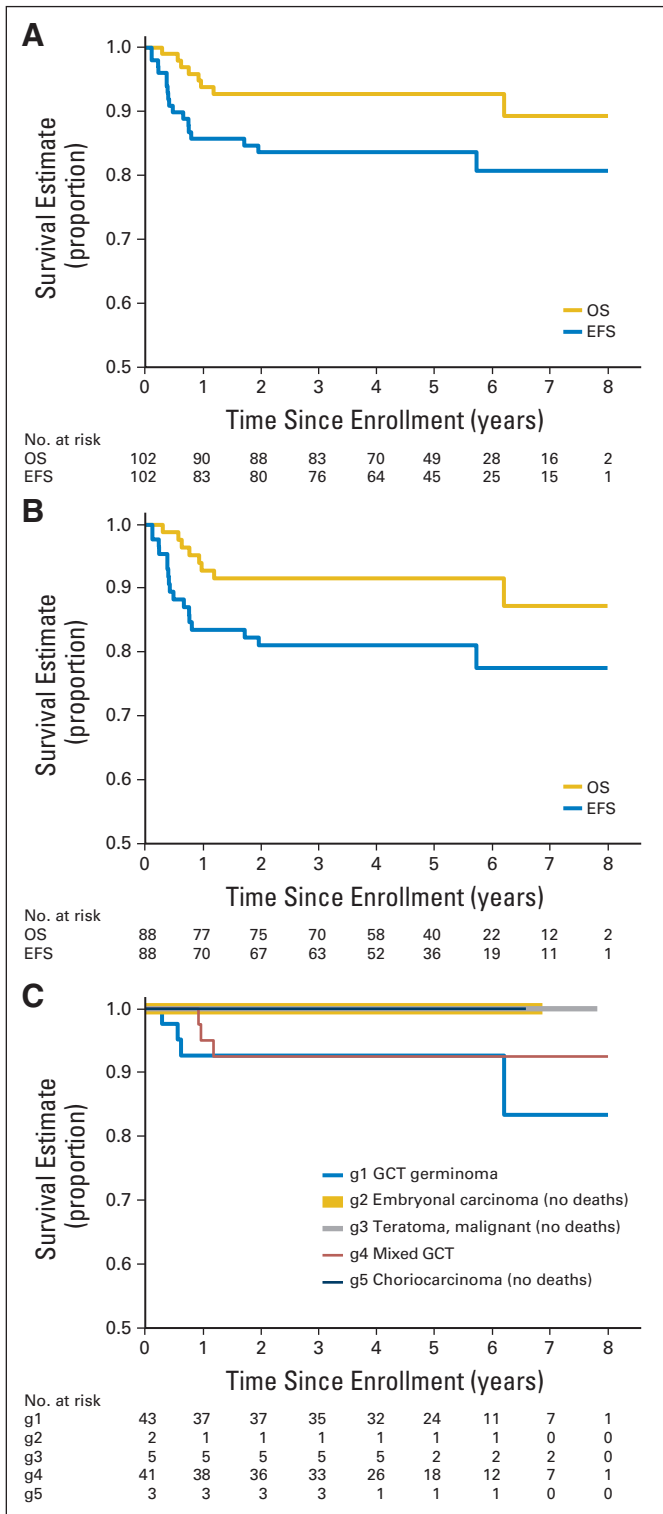 A
1.0
0.9
0.8
0.7
0.6
0.5
Survival Estimate
(proportion)
OS
EFS
0 1 2 3 4 5 6 7 8
Time Since Enrollment (years)
No. at risk
OS 102 90 88 83 70 49 28 16 2
EFS 102 83 80 76 64 45 25 15 1
B
1.0
0.9
0.8
0.7
0.6
0.5
Survival Estimate
(proportion)
OS
EFS
0 1 2 3 4 5 6 7 8
Time Since Enrollment (years)
No. at risk
OS 88 77 75 70 58 40 22 12 2
EFS 88 70 67 63 52 36 19 11 1
C
1.0
0.9
0.8
0.7
0.6
0.5
Survival Estimate
(proportion)
g1 GCT germinoma
g2 Embryonal carcinoma (no deaths)
g3 Teratoma, malignant (no deaths)
g4 Mixed GCT
g5 Choriocarcinoma (no deaths)
0 1 2 3 4 5 6 7 8
Time Since Enrollment (years)
No. at risk
g1 43 37 37 35 32 24 11 7 1
g2 2 1 1 1 1 1 1 0 0
g3 5 5 5 5 5 2 2 2 0
g4 41 38 36 33 26 18 12 7 1
g5 3 3 3 3 1 1 1 0 0